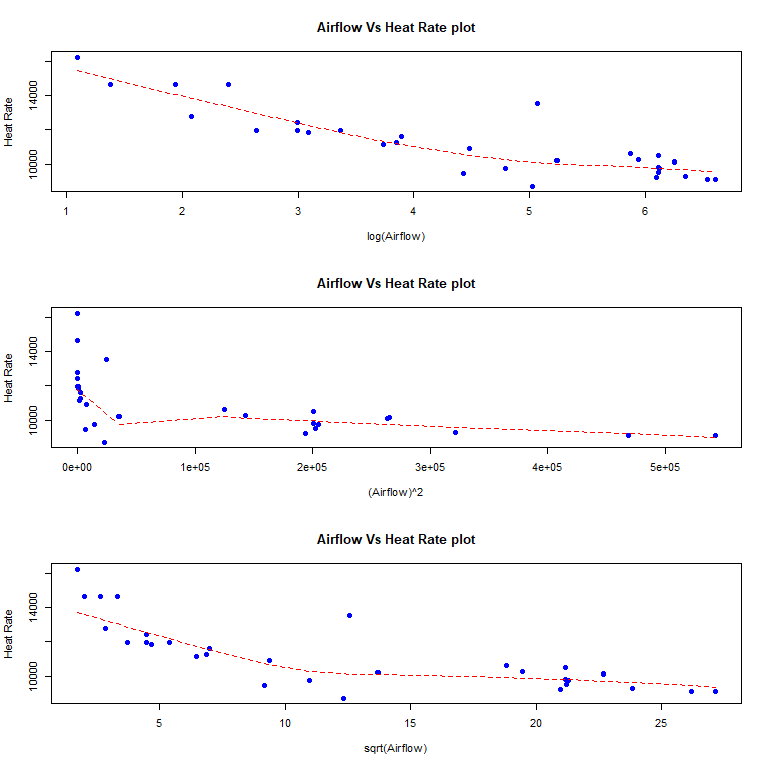 Airflow Vs Heat Rate plot
Heat Rate
14000
10000
1 2 3 4 5 6
log(Airflow)
Airflow Vs Heat Rate plot
Heat Rate
14000
10000
0e+00 1e+05 2e+05 3e+05 4e+05 5e+05
(Airflow)^2
Airflow Vs Heat Rate plot
Heat Rate
14000
10000
5 10 15 20 25
sqrt(Airflow)